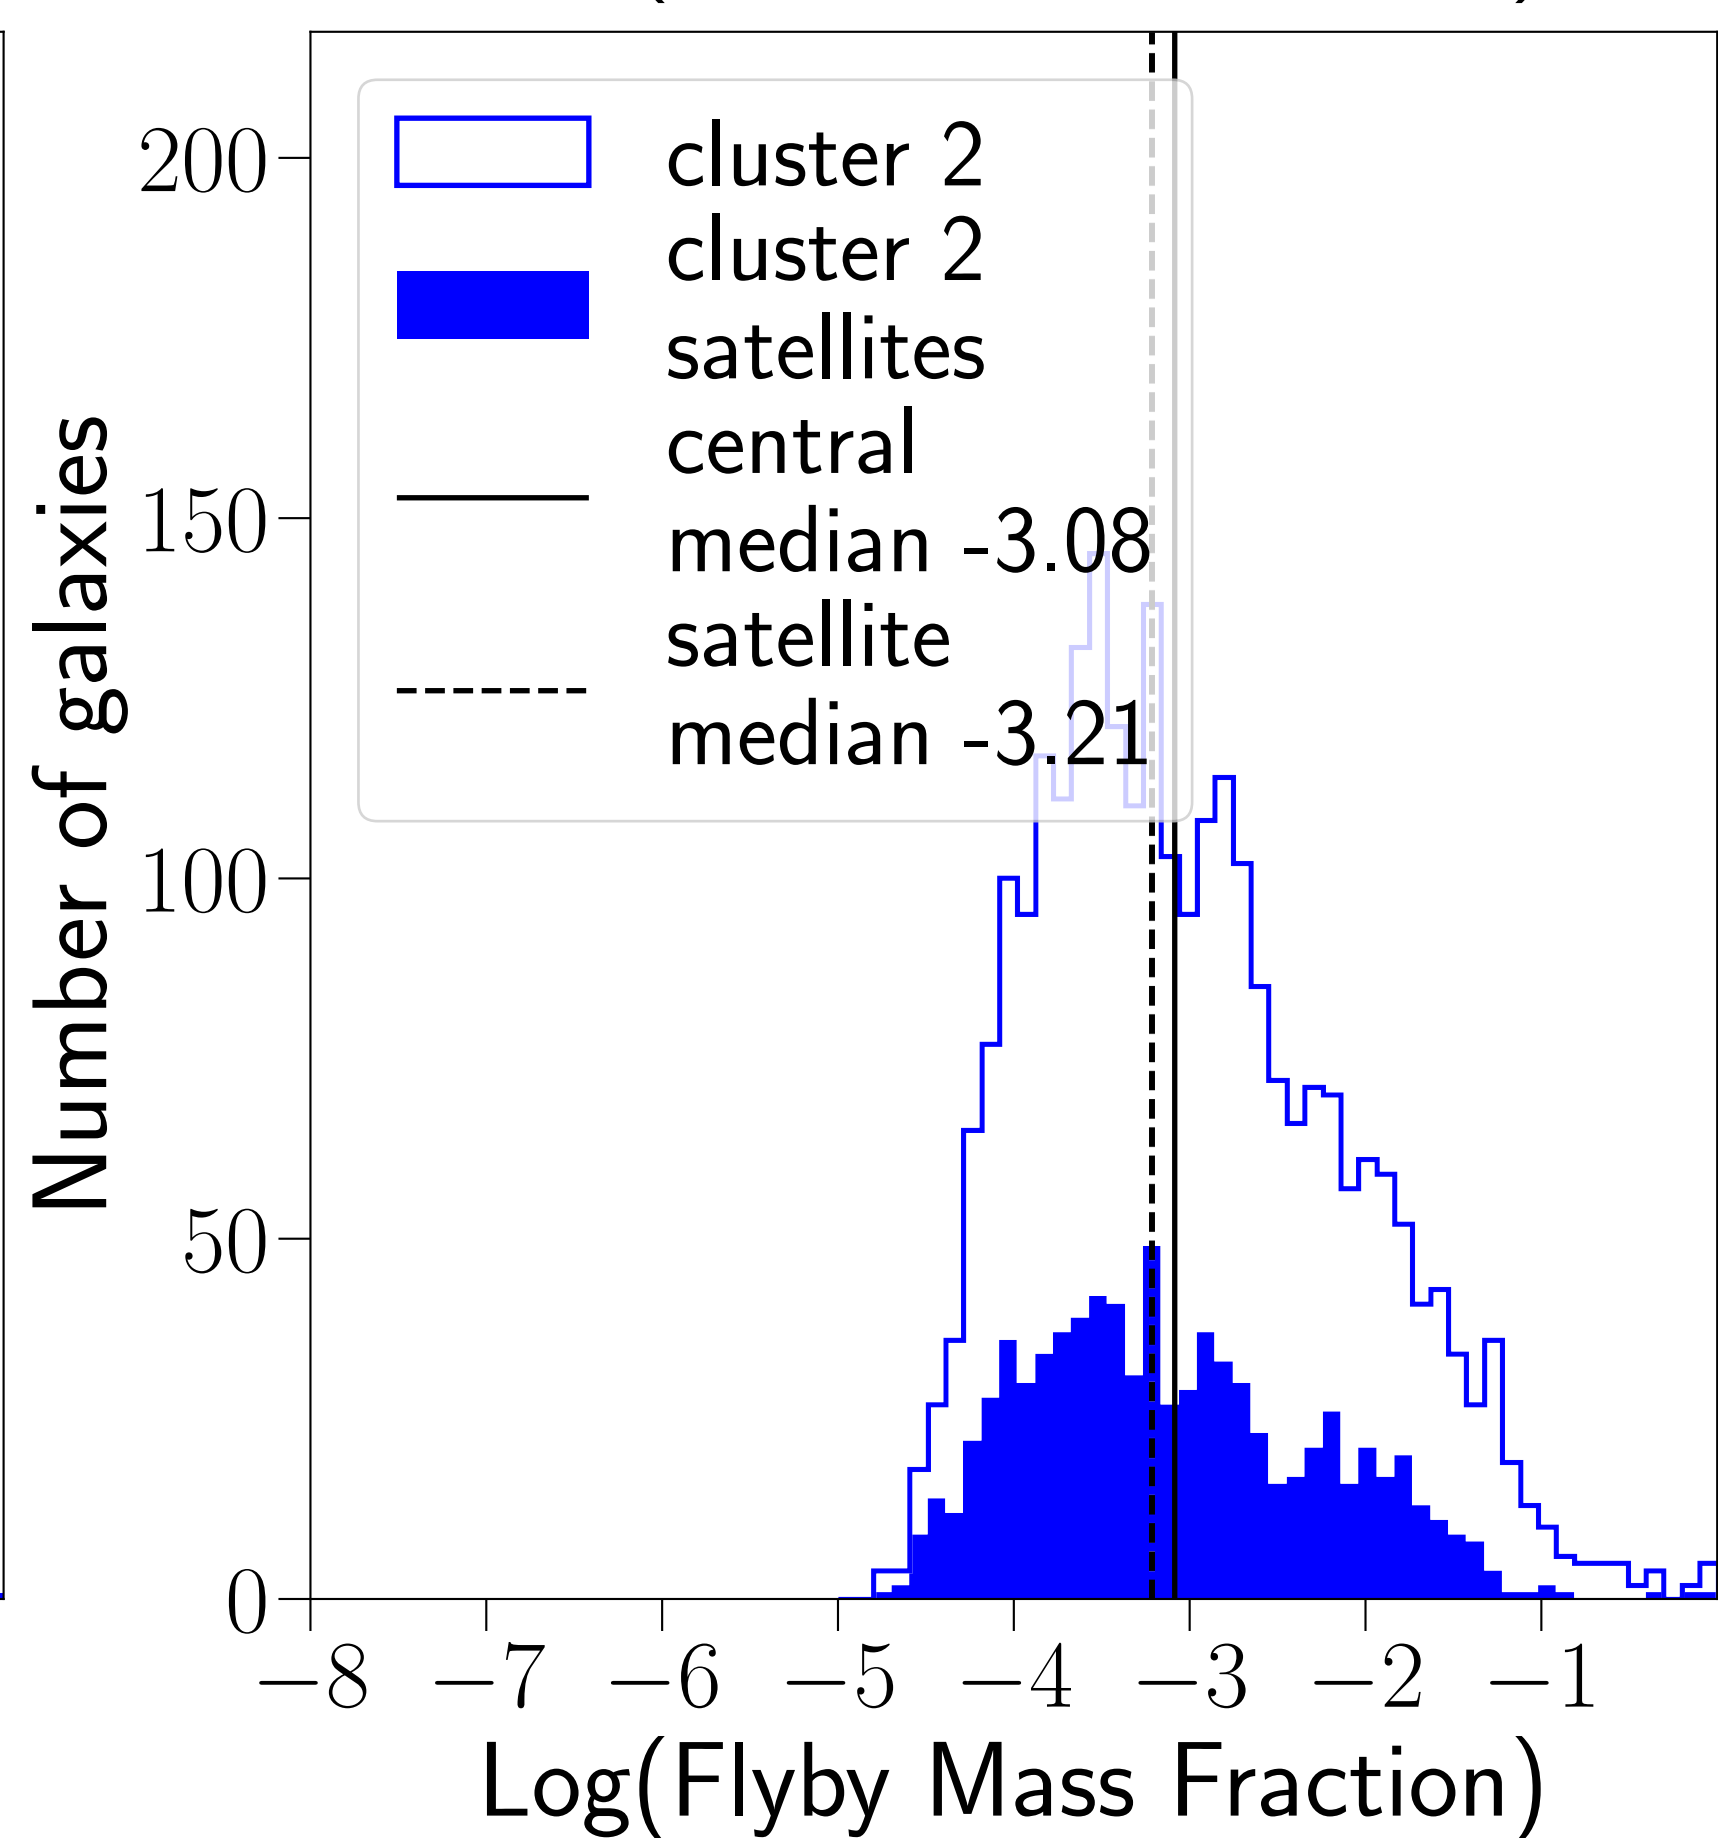 cluster 2
cluster 2
satellites
central
median -3.08
satellite
median -3.21
200
150
100
50
0
Number of galaxies
−8 −7 −6 −5 −4 −3 −2 −1
Log(Flyby Mass Fraction)